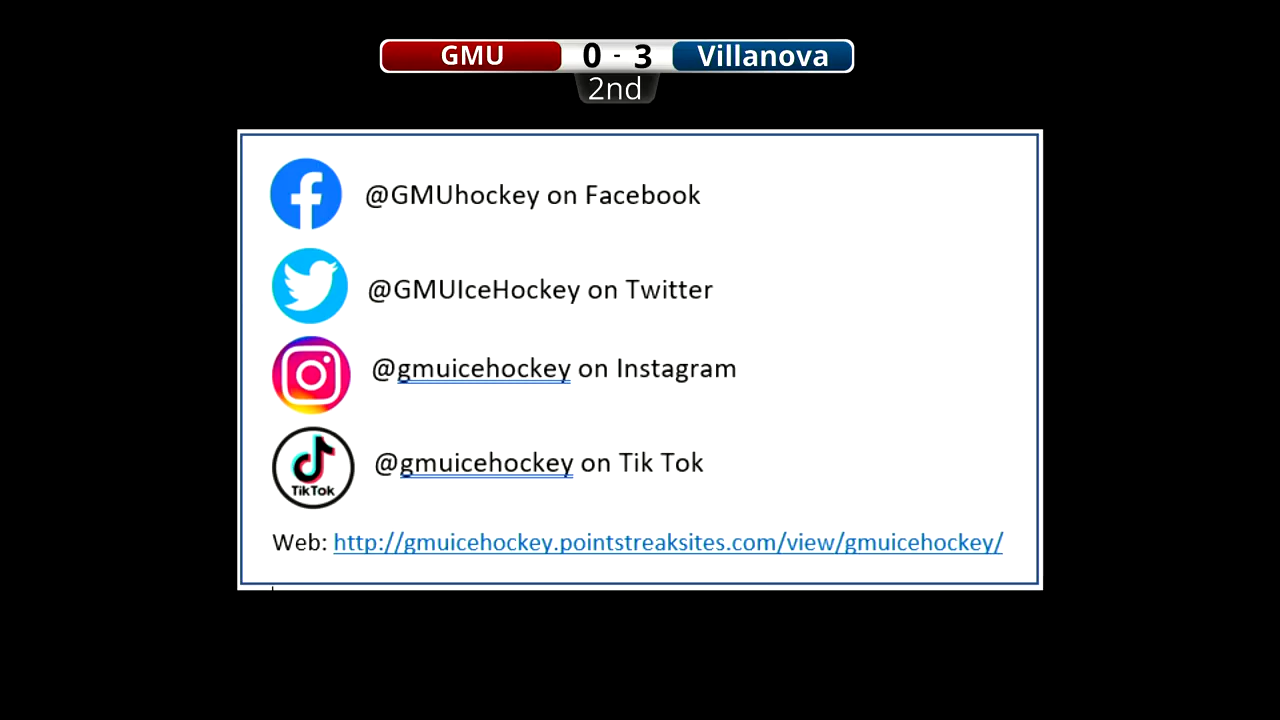 GMU 0 - 3 Villanova
2nd
@GMUhockey on Facebook
@GMUIceHockey on Twitter
@gmuicehockey on Instagram
TikTok
@gmuicehockey on Tik Tok
Web: http://gmuicehockey.pointstreaksites.com/view/gmuicehockey/